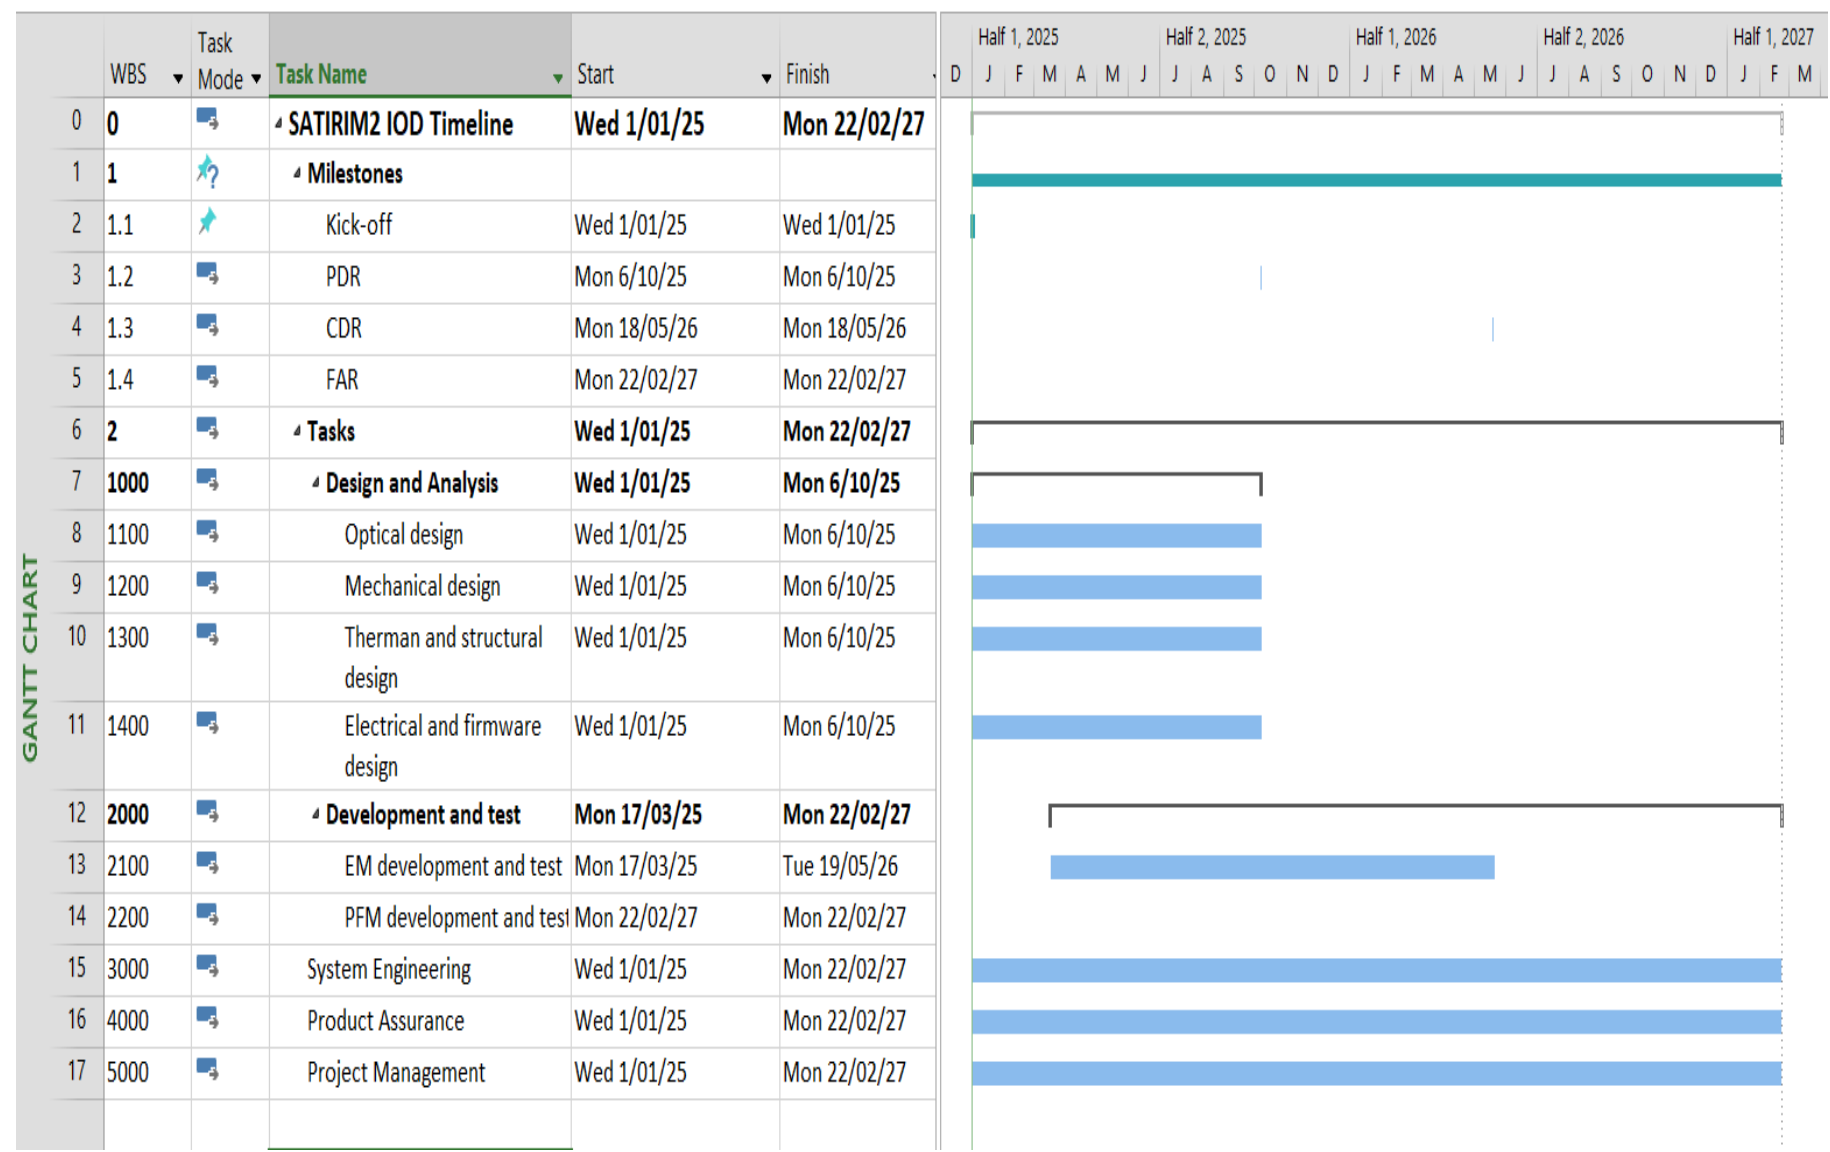 GANTT CHART
WBS Task Mode Task Name Start Finish
Half 1, 2025 Half 2, 2025 Half 1, 2026 Half 2, 2026 Half 1, 2027
D J F M A M J J A S O N D J F M A M J J A S O N D J F M
0 0 SATIRIM2 IOD Timeline Wed 1/01/25 Mon 22/02/27
1 1 Milestones
2 1.1 Kick-off Wed 1/01/25 Wed 1/01/25
3 1.2 PDR Mon 6/10/25 Mon 6/10/25
4 1.3 CDR Mon 18/05/26 Mon 18/05/26
5 1.4 FAR Mon 22/02/27 Mon 22/02/27
6 2 Tasks Wed 1/01/25 Mon 22/02/27
7 1000 Design and Analysis Wed 1/01/25 Mon 6/10/25
8 1100 Optical design Wed 1/01/25 Mon 6/10/25
9 1200 Mechanical design Wed 1/01/25 Mon 6/10/25
10 1300 Therman and structural Wed 1/01/25 Mon 6/10/25
design
11 1400 Electrical and firmware Wed 1/01/25 Mon 6/10/25
design
12 2000 Development and test Mon 17/03/25 Mon 22/02/27
13 2100 EM development and test Mon 17/03/25 Tue 19/05/26
14 2200 PFM development and test Mon 22/02/27 Mon 22/02/27
15 3000 System Engineering Wed 1/01/25 Mon 22/02/27
16 4000 Product Assurance Wed 1/01/25 Mon 22/02/27
17 5000 Project Management Wed 1/01/25 Mon 22/02/27